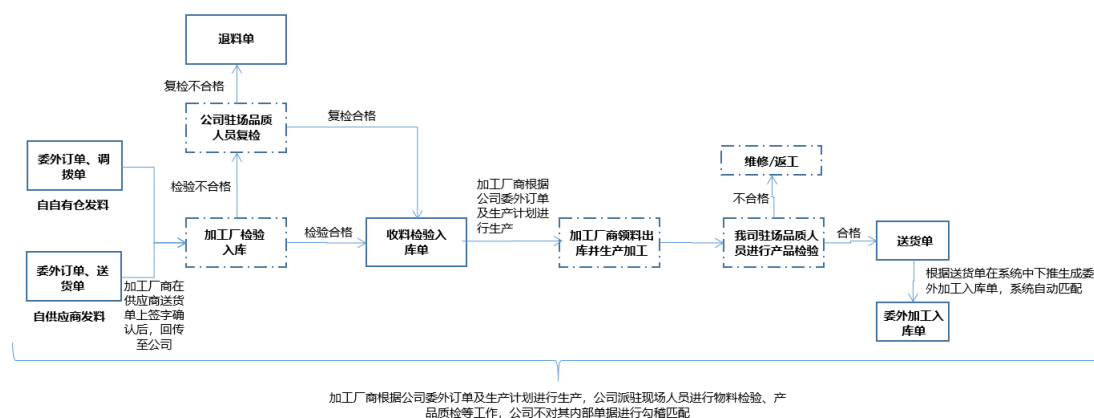 退料单
复检不合格
公司驻场品质
人员复检
复检合格
委外订单、调
拨单
自自有仓发料
检验不合格
加工厂检验
入库
检验合格
收料检验入
库单
加工厂商根据
公司委外订单
及生产计划进
行生产
加工厂商领料出
库并生产加工
维修/返工
不合格
我司驻场品质人
员进行产品检验
合格
送货单
委外订单、送
货单
自供应商发料
加工厂商在
供应商送货
单上签字确
认后，回传
至公司
根据送货单在系统中下推生成委
外加工入库单，系统自动匹配
委外加工入
库单
加工厂商根据公司委外订单及生产计划进行生产，公司派驻现场人员进行物料检验、产
品质检等工作，公司不对其内部单据进行勾稽匹配